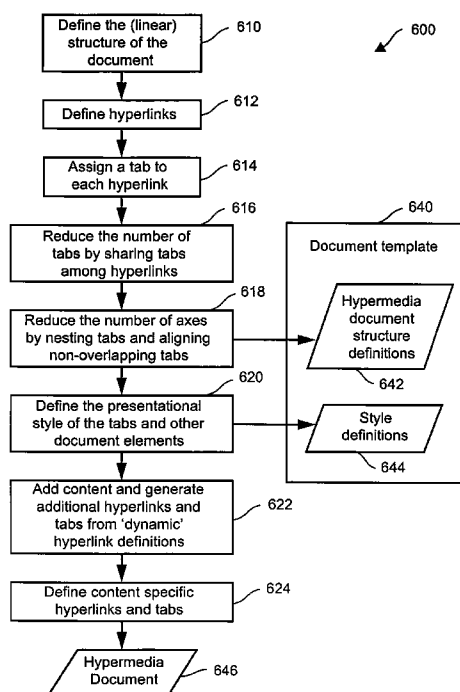 Define the (linear)
structure of the
document
610
600
Define hyperlinks
612
Assign a tab to
each hyperlink
614
616
Reduce the number of
tabs by sharing tabs
among hyperlinks
640
Document template
618
Reduce the number of axes
by nesting tabs and aligning
non-overlapping tabs
Hypermedia
document
structure
definitions
642
620
Define the presentational
style of the tabs and other
document elements
Style
definitions
644
Add content and generate
additional hyperlinks and
tabs from 'dynamic'
hyperlink definitions
622
Define content specific
hyperlinks and tabs
624
Hypermedia
Document
646